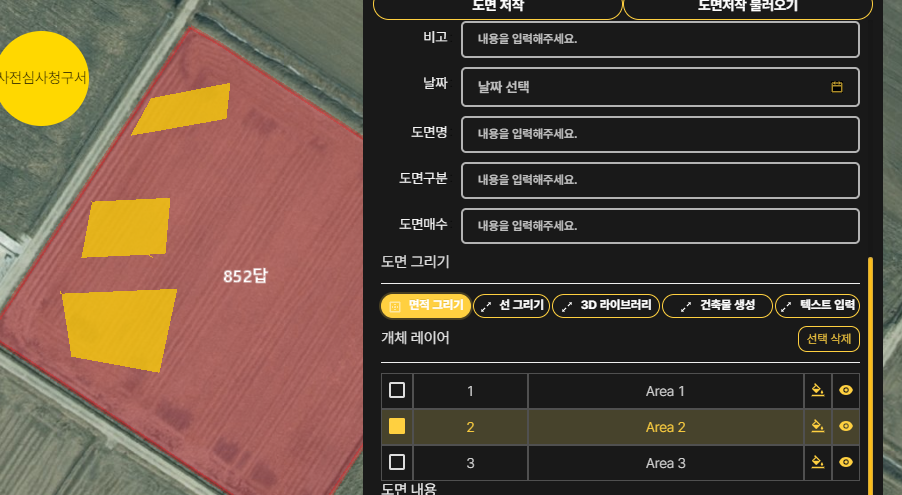 도면 저작
도면저작 불러오기
사전심사청구서
852답
비고
내용을 입력해주세요.
날짜
날짜 선택
도면명
내용을 입력해주세요.
도면구분
내용을 입력해주세요.
도면매수
내용을 입력해주세요.
도면 그리기
면적 그리기
선 그리기
3D 라이브러리
건축물 생성
텍스트 입력
개체 레이어
선택 삭제
1 Area 1
2 Area 2
3 Area 3
도면 내용